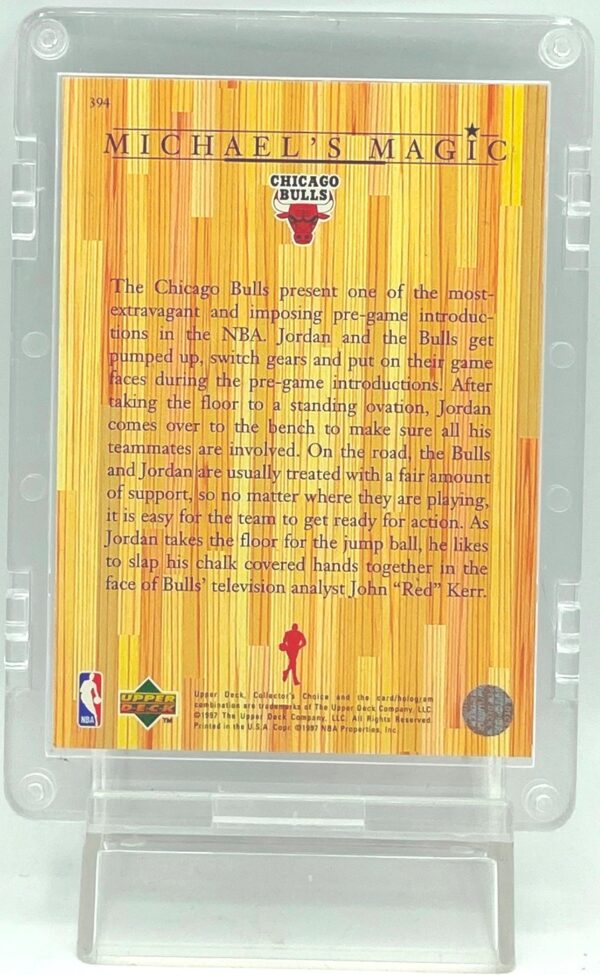 394
MICHAEL'S MAGIC
CHICAGO
BULLS
The Chicago Bulls present one of the most-
extravagant and imposing pre-game introduc-
tions in the NBA. Jordan and the Bulls get
pumped up, switch gears and put on their game
faces during the pre-game introductions. After
taking the floor to a standing ovation, Jordan
comes over to the bench to make sure all his
teammates are involved. On the road, the Bulls
and Jordan are usually treated with a fair amount
of support, so no matter where they are playing,
it is easy for the team to get ready for action. As
Jordan takes the floor for the jump ball, he likes
to slap his chalk covered hands together in the
face of Bulls' television analyst John “Red” Kerr.
NBA
UPPER
DECK
TM
Upper Deck, Collector's Choice and the card/hologram
combination are trademarks of The Upper Deck Company, LLC.
©1997 The Upper Deck Company, LLC. All Rights Reserved.
Printed in the U.S.A. Copr. ©1997 NBA Properties, Inc.